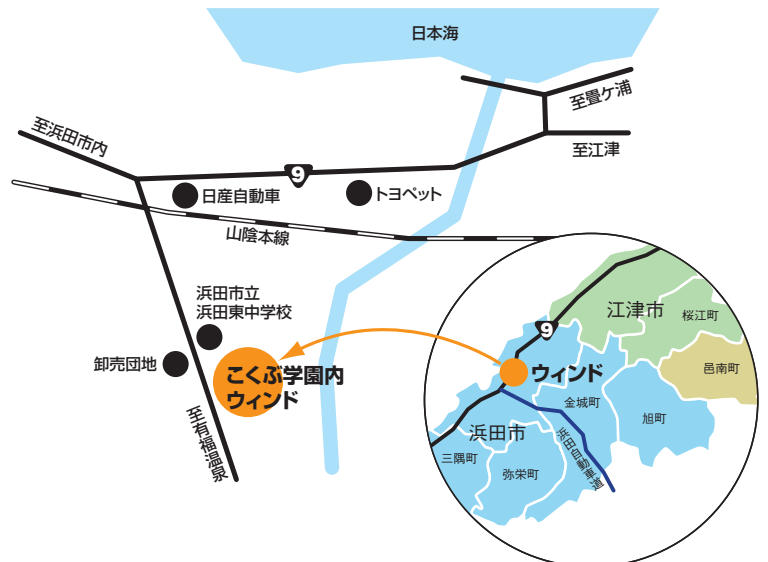 日本海
至畳ケ浦
至浜田市内
至江津
9
日産自動車
トヨペット
山陰本線
浜田市立
浜田東中学校
卸売団地
こくぶ学園内
ウィンド
至有福温泉
江津市
桜江町
9
邑南町
ウィンド
金城町
旭町
浜田市
浜田自動車道
三隅町
弥栄町